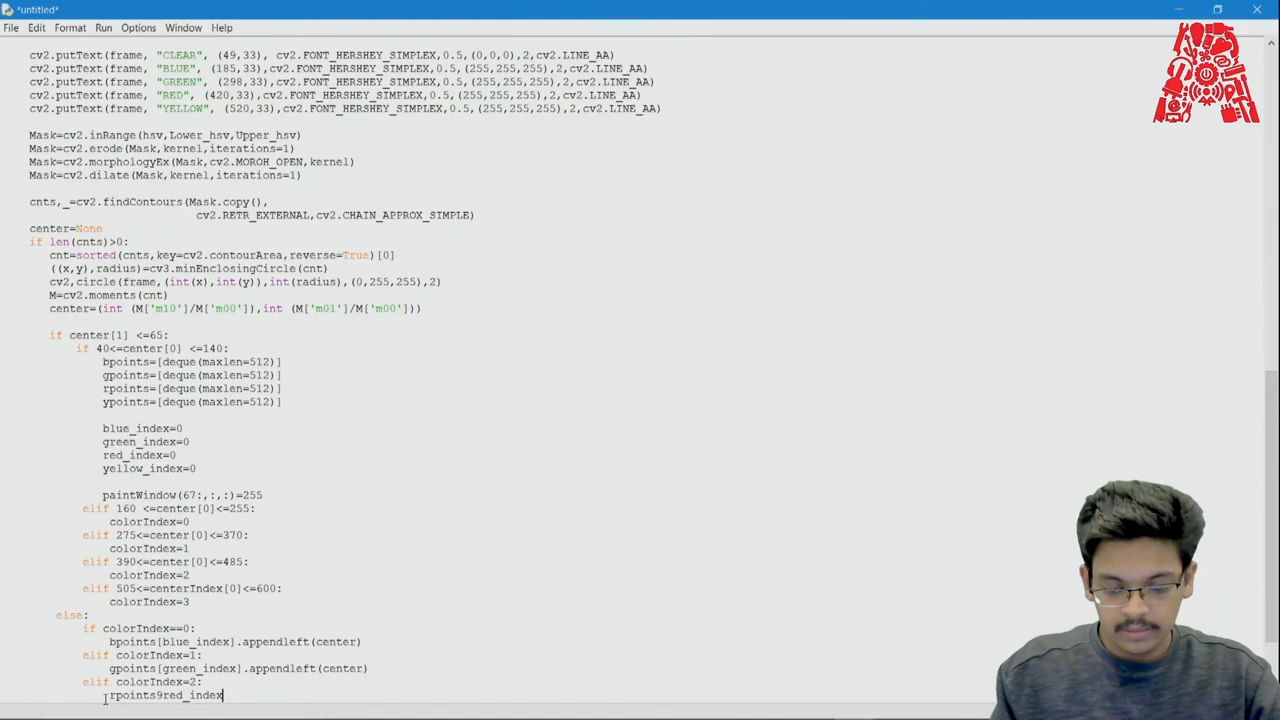 *untitled*
File Edit Format Run Options Window Help
cv2.putText(frame, "CLEAR", (49,33), cv2.FONT_HERSHEY_SIMPLEX,0.5,(0,0,0),2,cv2.LINE_AA)
cv2.putText(frame, "BLUE", (185,33),cv2.FONT_HERSHEY_SIMPLEX,0.5,(255,255,255),2,cv2.LINE_AA)
cv2.putText(frame, "GREEN", (298,33),cv2.FONT_HERSHEY_SIMPLEX,0.5,(255,255,255),2,cv2.LINE_AA)
cv2.putText(frame, "RED", (420,33),cv2.FONT_HERSHEY_SIMPLEX,0.5,(255,255,255),2,cv2.LINE_AA)
cv2.putText(frame, "YELLOW", (520,33),cv2.FONT_HERSHEY_SIMPLEX,0.5,(255,255,255),2,cv2.LINE_AA)
Mask=cv2.inRange(hsv,Lower_hsv,Upper_hsv)
Mask=cv2.erode(Mask,kernel,iterations=1)
Mask=cv2.morphologyEx(Mask,cv2.MOROH_OPEN,kernel)
Mask=cv2.dilate(Mask,kernel,iterations=1)
cnts,_=cv2.findContours(Mask.copy(),
cv2.RETR_EXTERNAL,cv2.CHAIN_APPROX_SIMPLE)
center=None
if len(cnts)>0:
cnt=sorted(cnts,key=cv2.contourArea,reverse=True)[0]
((x,y),radius)=cv3.minEnclosingCircle(cnt)
cv2,circle(frame,(int(x),int(y)),int(radius),(0,255,255),2)
M=cv2.moments(cnt)
center=(int (M['m10']/M['m00']),int (M['m01']/M['m00']))
if center[1] <=65:
if 40<=center[0] <=140:
bpoints=[deque(maxlen=512)]
gpoints=[deque(maxlen=512)]
rpoints=[deque(maxlen=512)]
ypoints=[deque(maxlen=512)]
blue_index=0
green_index=0
red_index=0
yellow_index=0
paintWindow(67:,:,:)=255
elif 160 <=center[0]<=255:
colorIndex=0
elif 275<=center[0]<=370:
colorIndex=1
elif 390<=center[0]<=485:
colorIndex=2
elif 505<=centerIndex[0]<=600:
colorIndex=3
else:
if colorIndex==0:
bpoints[blue_index].appendleft(center)
elif colorIndex=1:
gpoints[green_index].appendleft(center)
elif colorIndex=2:
rpoints9red_index